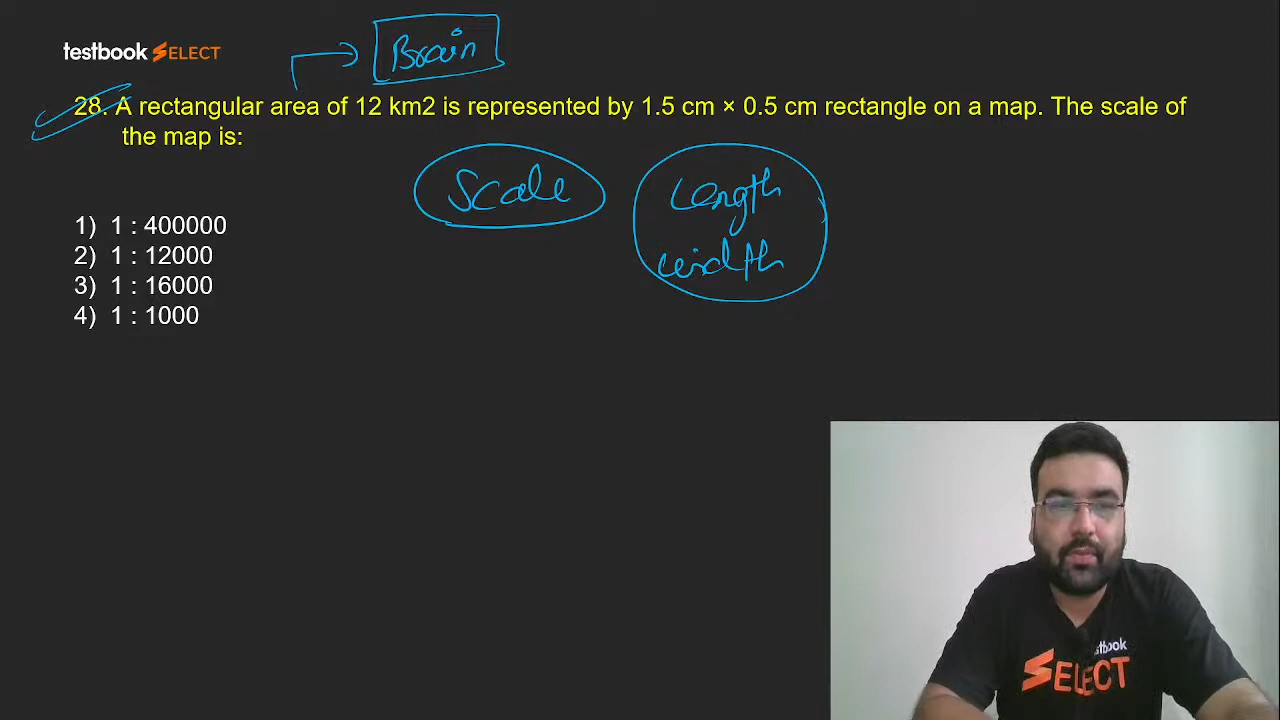 Brain
testbook SELECT
28. A rectangular area of 12 km2 is represented by 1.5 cm × 0.5 cm rectangle on a map. The scale of
the map is:
Scale
Length
width
1) 1 : 400000
2) 1 : 12000
3) 1 : 16000
4) 1 : 1000
stbook
SELECT